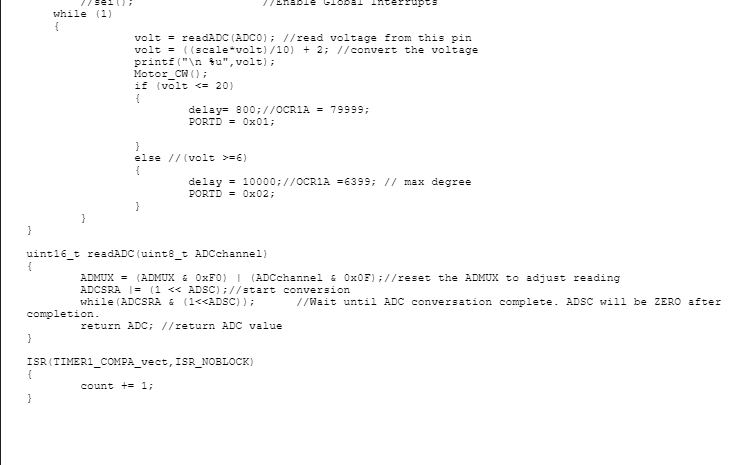 //sei(); //Enable Global Interrupts
while (1)
{
volt = readADC(ADC0); //read voltage from this pin
volt = ((scale*volt)/10) + 2; //convert the voltage
printf("\n %u",volt);
Motor_CW();
if (volt <= 20)
{
delay= 800;//OCR1A = 79999;
PORTD = 0x01;
}
else //(volt >=6)
{
delay = 10000;//OCR1A =6399; // max degree
PORTD = 0x02;
}
}
}
uint16_t readADC(uint8_t ADCchannel)
{
ADMUX = (ADMUX & 0xF0) | (ADCchannel & 0x0F);//reset the ADMUX to adjust reading
ADCSRA |= (1 << ADSC);//start conversion
while(ADCSRA & (1<<ADSC)); //Wait until ADC conversation complete. ADSC will be ZERO after
completion.
return ADC; //return ADC value
}
ISR(TIMER1_COMPA_vect,ISR_NOBLOCK)
{
count += 1;
}